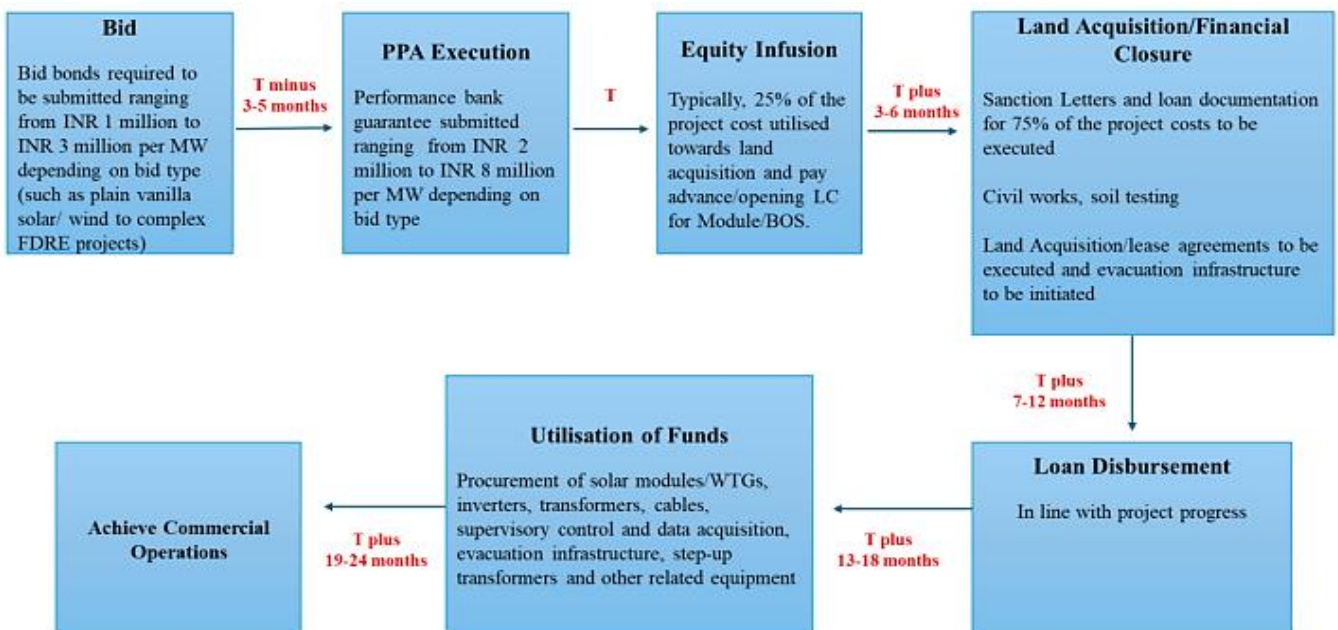 Bid
Bid bonds required to
be submitted ranging
from INR 1 million to
INR 3 million per MW
depending on bid type
(such as plain vanilla
solar/ wind to complex
FDRE projects)
T minus
3-5 months
PPA Execution
Performance bank
guarantee submitted
ranging from INR 2
million to INR 8 million
per MW depending on
bid type
T
Equity Infusion
Typically, 25% of the
project cost utilised
towards land
acquisition and pay
advance/opening LC
for Module/BOS.
T plus
3-6 months
Land Acquisition/Financial
Closure
Sanction Letters and loan documentation
for 75% of the project costs to be
executed
Civil works, soil testing
Land Acquisition/lease agreements to be
executed and evacuation infrastructure
to be initiated
T plus
7-12 months
Loan Disbursement
In line with project progress
T plus
13-18 months
Utilisation of Funds
Procurement of solar modules/WTGs,
inverters, transformers, cables,
supervisory control and data acquisition,
evacuation infrastructure, step-up
transformers and other related equipment
T plus
19-24 months
Achieve Commercial
Operations